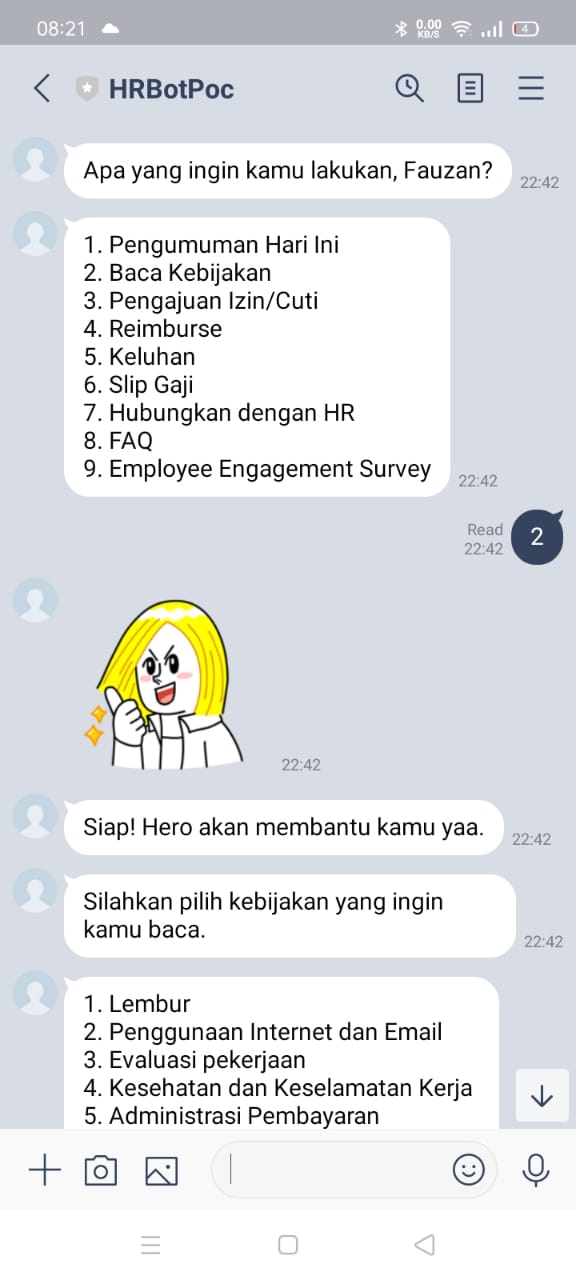 08:21
0.00
KB/S
4
HRBotPoc
Apa yang ingin kamu lakukan, Fauzan?
22:42
1. Pengumuman Hari Ini
2. Baca Kebijakan
3. Pengajuan Izin/Cuti
4. Reimburse
5. Keluhan
6. Slip Gaji
7. Hubungkan dengan HR
8. FAQ
9. Employee Engagement Survey
22:42
Read
22:42
2
22:42
Siap! Hero akan membantu kamu yaa.
22:42
Silahkan pilih kebijakan yang ingin
kamu baca.
22:42
1. Lembur
2. Penggunaan Internet dan Email
3. Evaluasi pekerjaan
4. Kesehatan dan Keselamatan Kerja
5. Administrasi Pembayaran